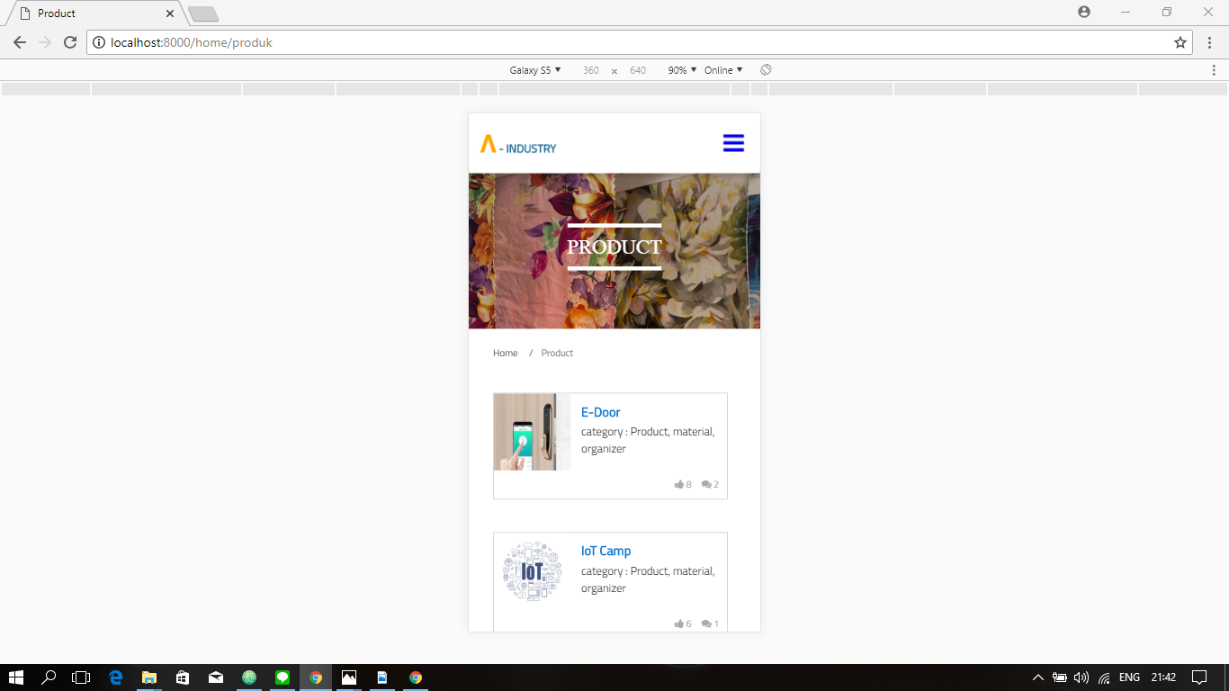 Product
localhost:8000/home/produk
Galaxy S5 ▼ 360 x 640 90% ▼ Online ▼
Λ - INDUSTRY
PRODUCT
Home / Product
E-Door
category : Product, material,
organizer
8 2
IoT
IoT Camp
category : Product, material,
organizer
6 1
ENG 21:42